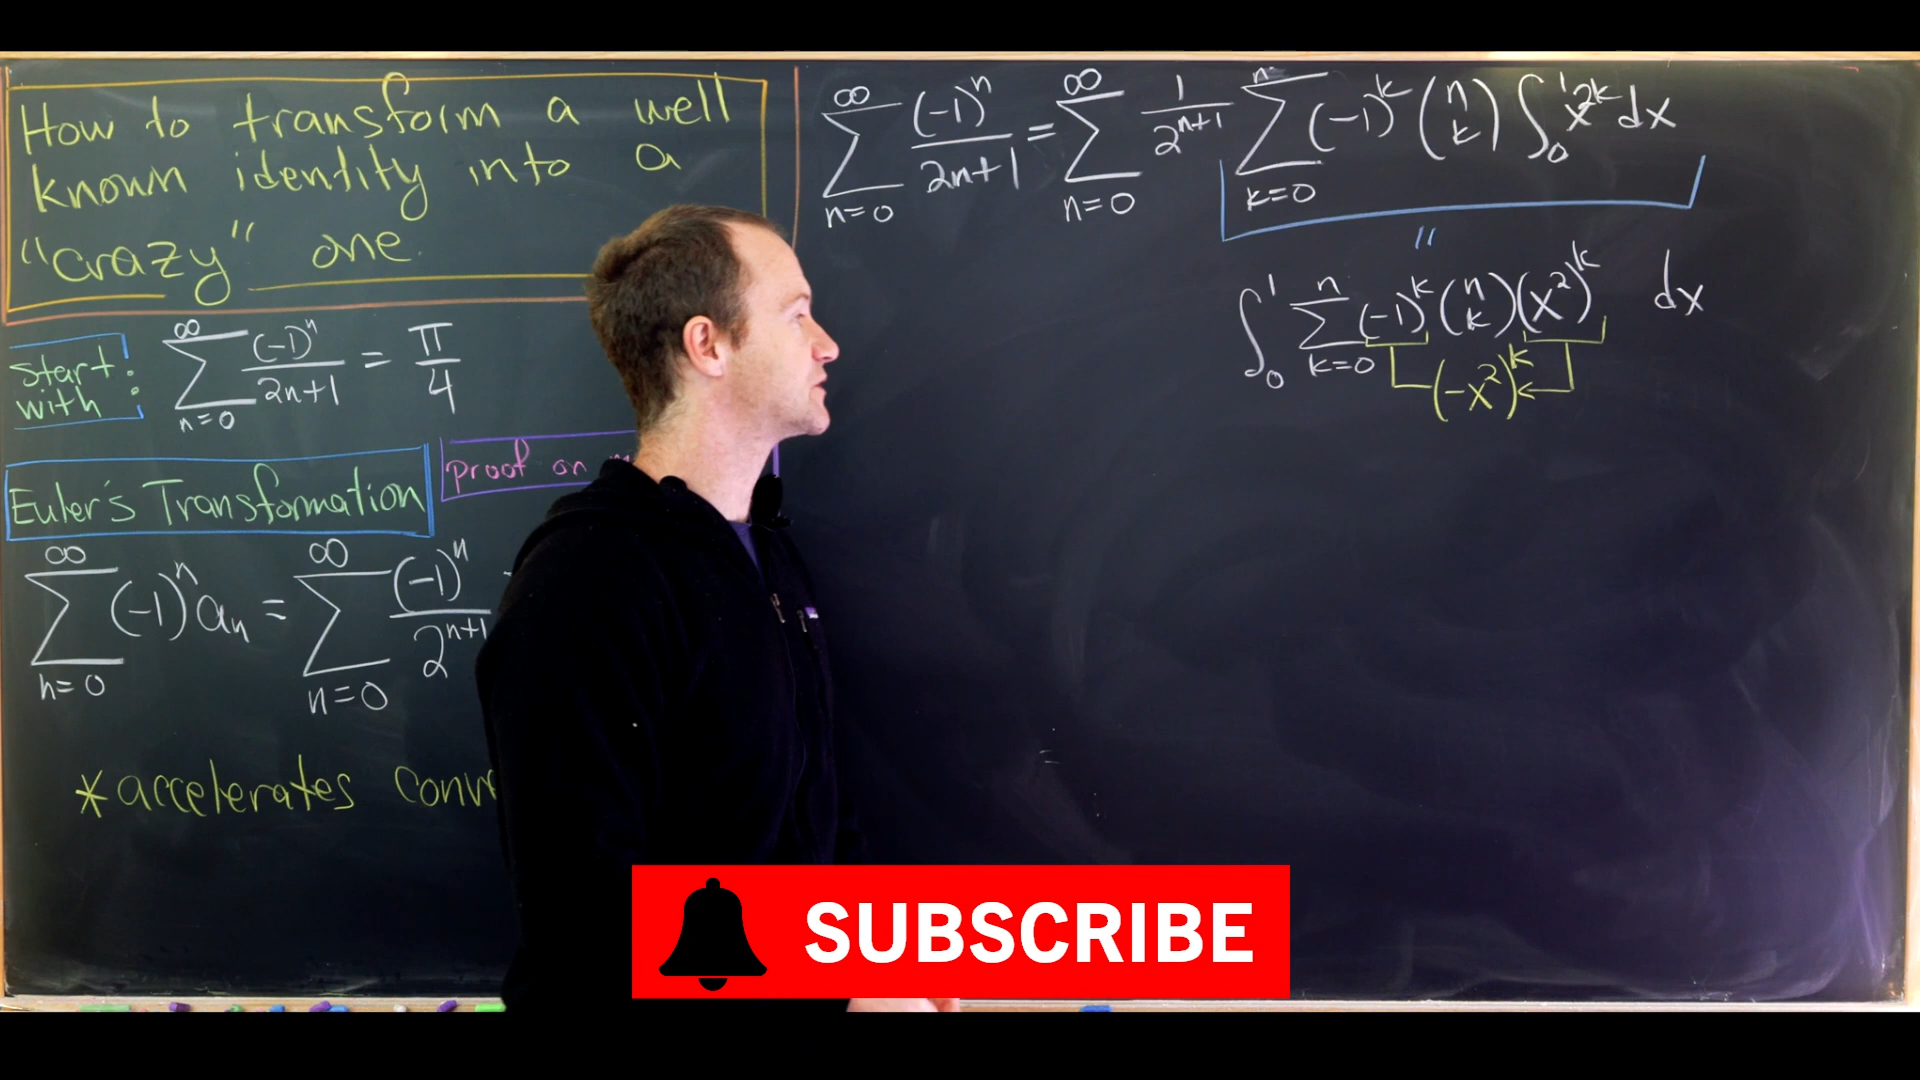 How to transform a well
known identity into a
"crazy" one.
start with: ∞ ∑ n=0 (-1)^n / 2n+1 = π/4
Euler's Transformation
proof on
∞ ∑ n=0 (-1)^n a_n = ∞ ∑ n=0 (-1)^n / 2^{n+1}
*accelerates
∞ ∑ n=0 (-1)^n / 2n+1 = ∞ ∑ n=0 1 / 2^{n+1} n ∑ k=0 (-1)^k (n k) ∫_0^1 x^{2k} dx
"
∫_0^1 n ∑ k=0 (-1)^k (n k) (x^2)^k dx
(-x^2)^k
SUBSCRIBE